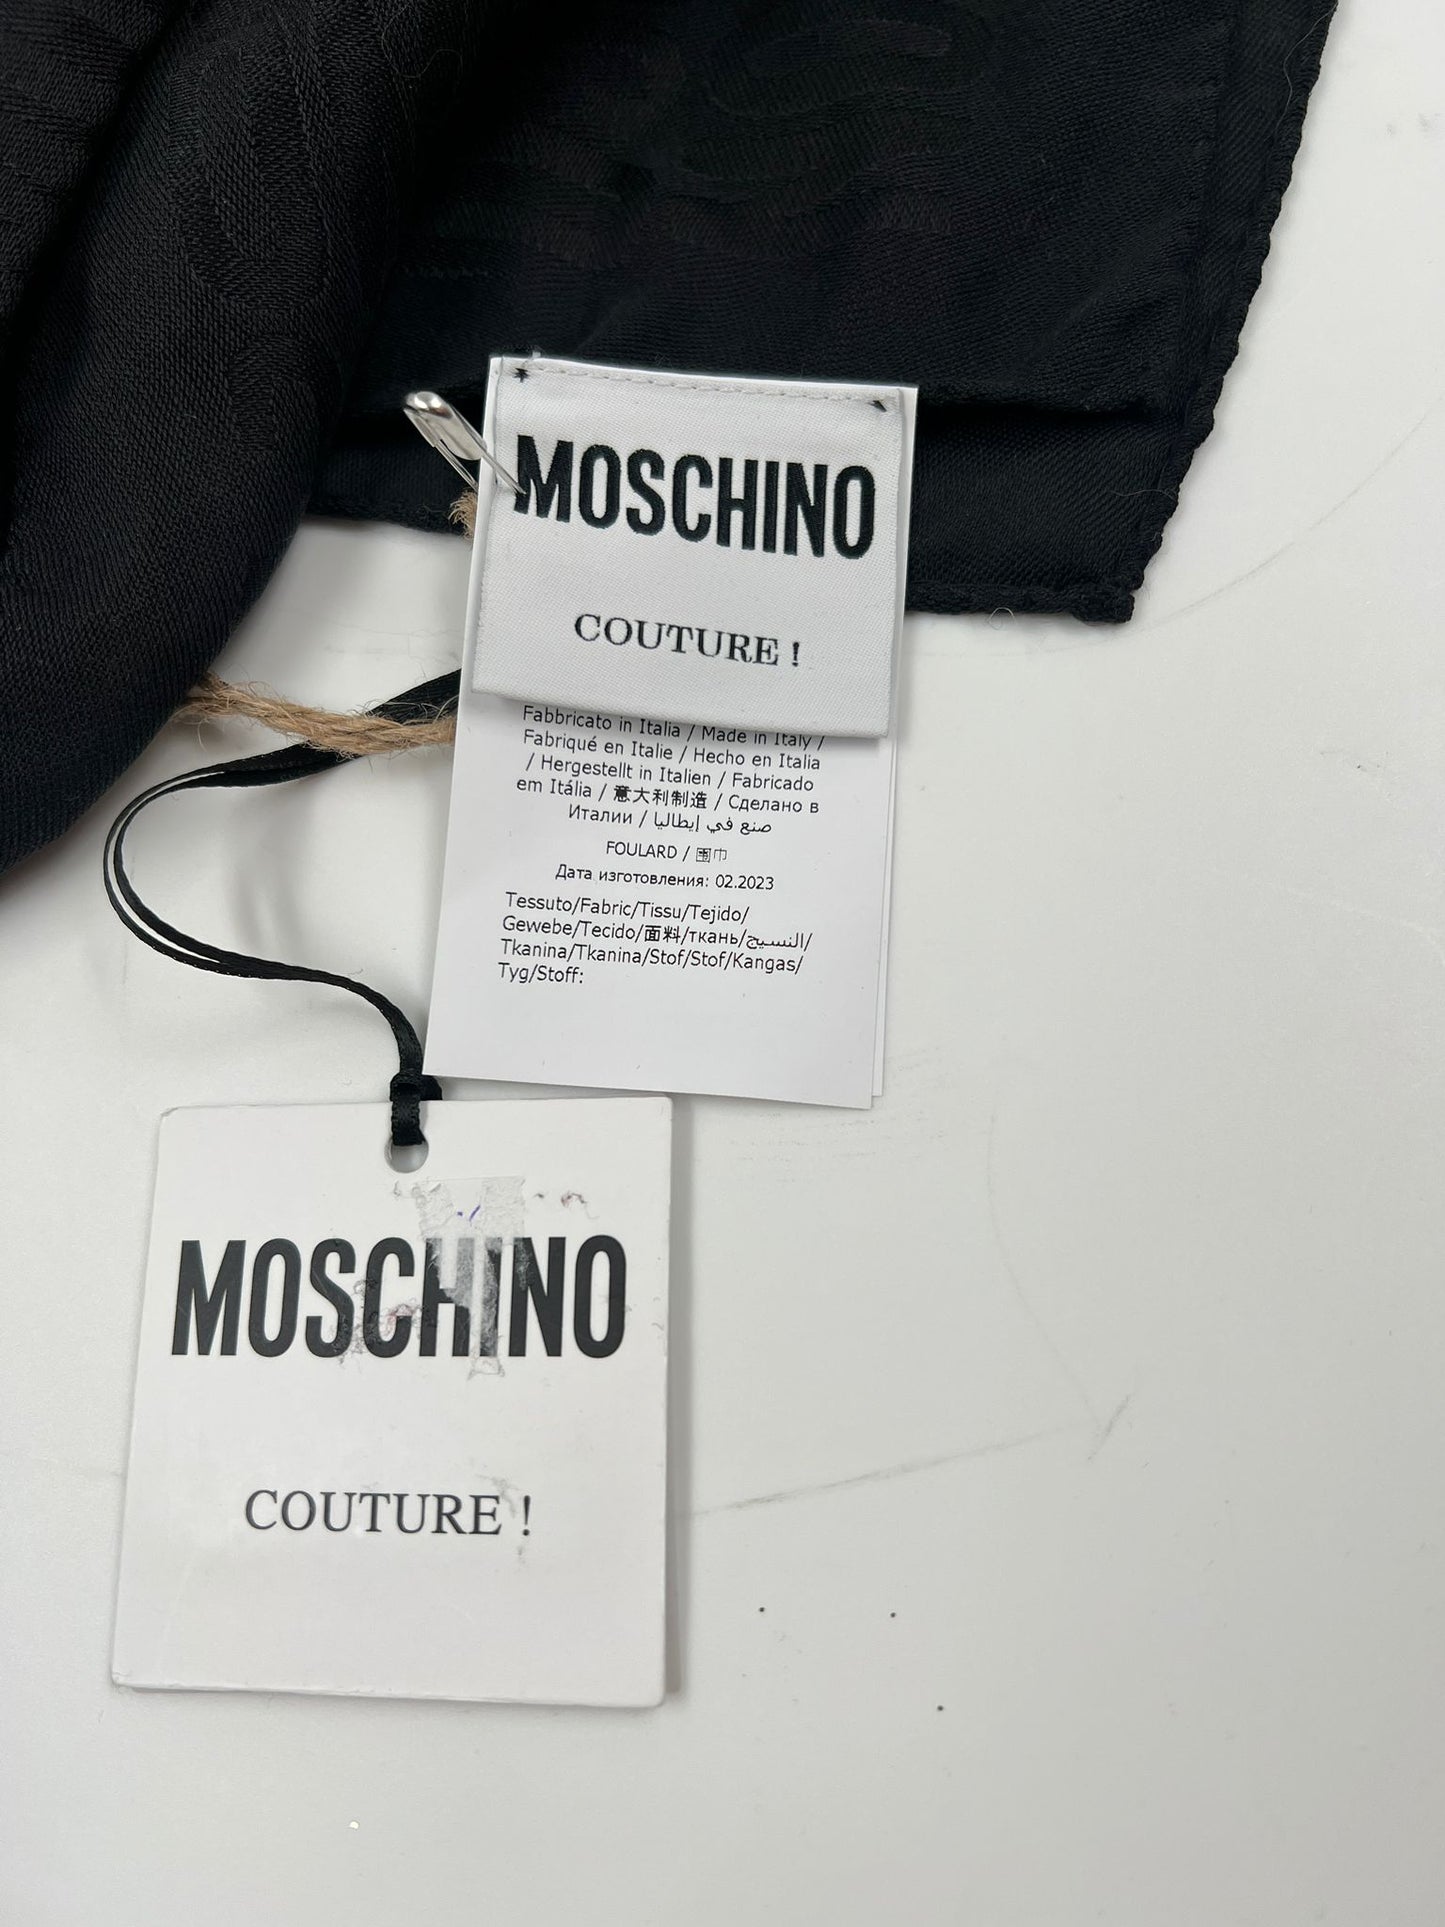 MOSCHINO
COUTURE !
Fabbricato in Italia / Made in Italy /
Fabriqué en Italie / Hecho en Italia
/ Hergestellt in Italien / Fabricado
em Itália / 意大利制造 / Сделано в
Италии / صنع في إيطاليا
FOULARD / 围巾
Дата изготовления: 02.2023
Tessuto/Fabric/Tissu/Tejido/
Gewebe/Tecido/面料/ткань/النسيج/
Tkanina/Tkanina/Stof/Stof/Kangas/
Tyg/Stoff:
MOSCHINO
COUTURE !